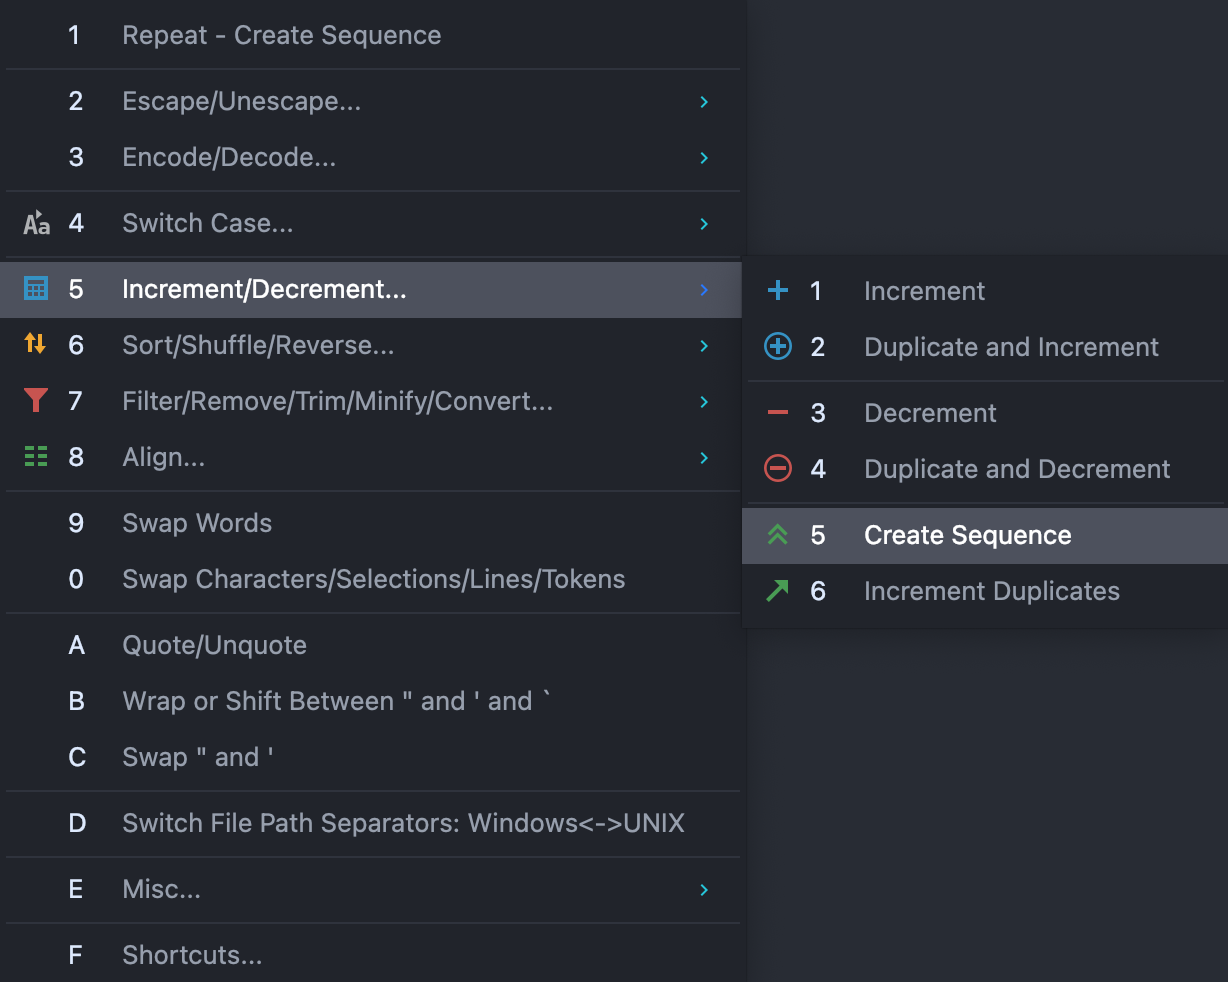 1 Repeat - Create Sequence
2 Escape/Unescape...
3 Encode/Decode...
Aa 4 Switch Case...
5 Increment/Decrement...
6 Sort/Shuffle/Reverse...
7 Filter/Remove/Trim/Minify/Convert...
8 Align...
9 Swap Words
0 Swap Characters/Selections/Lines/Tokens
A Quote/Unquote
B Wrap or Shift Between " and ' and `
C Swap " and '
D Switch File Path Separators: Windows<->UNIX
E Misc...
F Shortcuts...
1 Increment
2 Duplicate and Increment
3 Decrement
4 Duplicate and Decrement
5 Create Sequence
6 Increment Duplicates